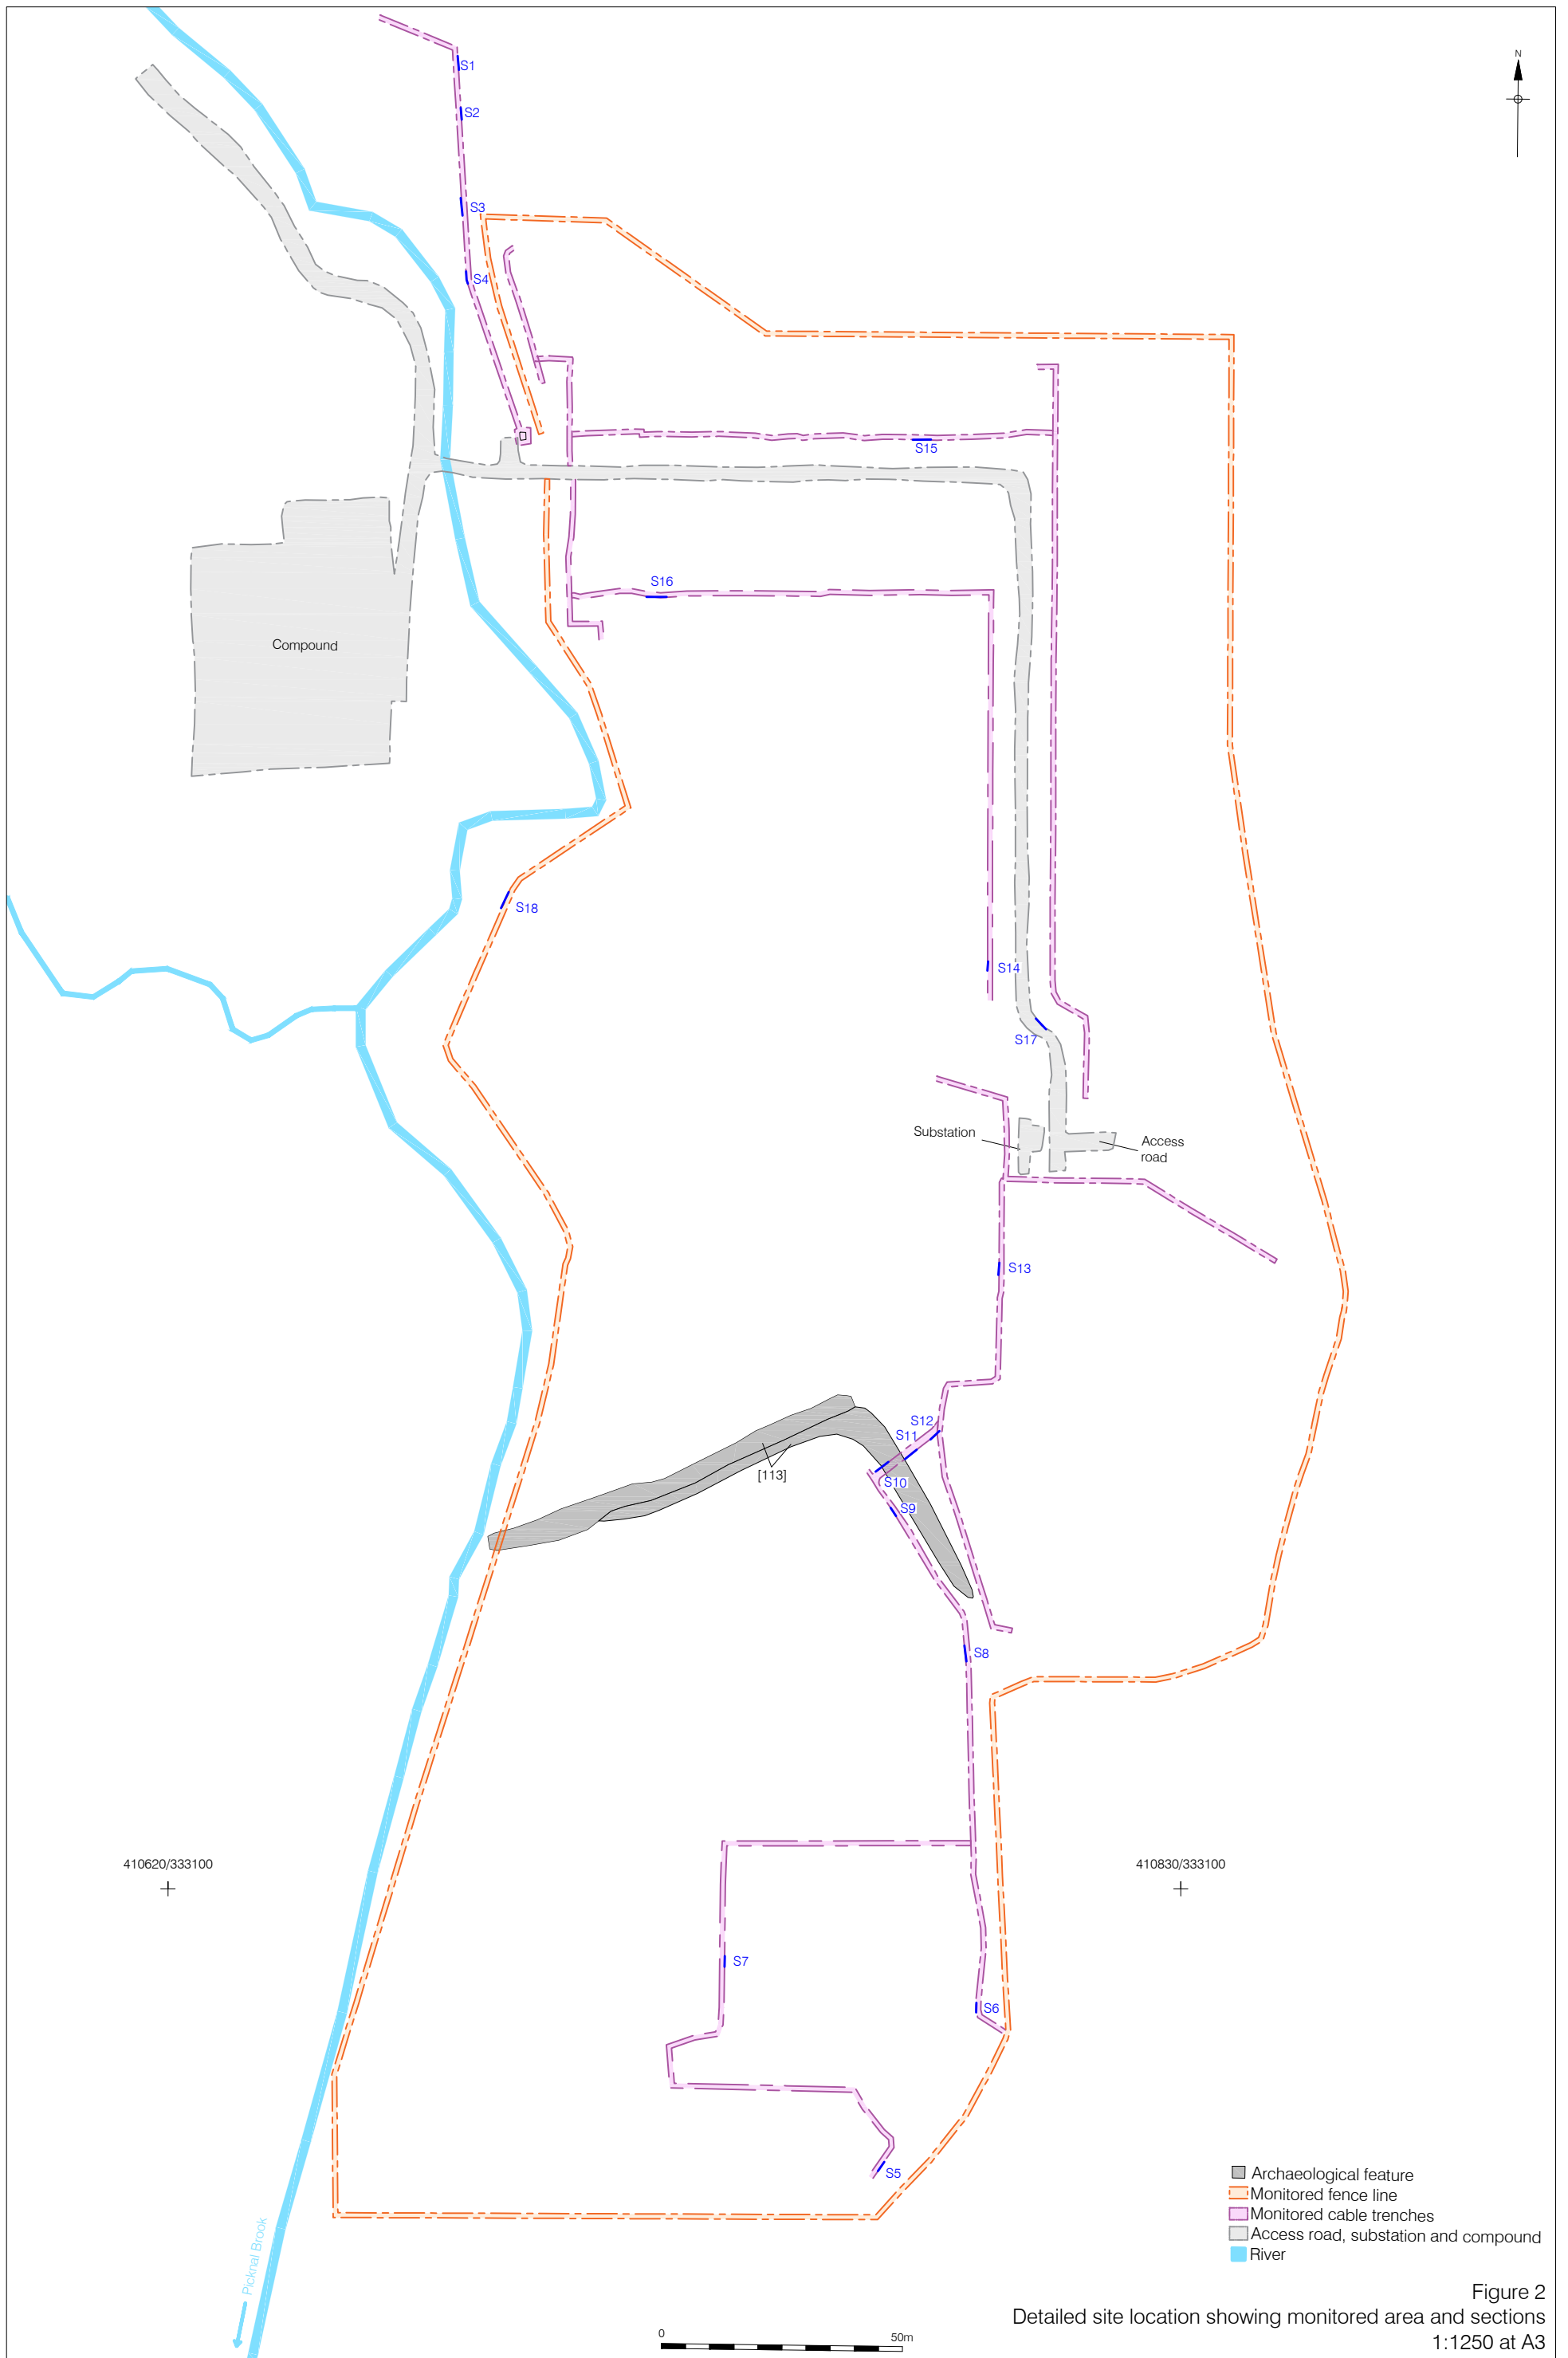 N
S1
S2
S3
S4
S15
S16
Compound
S18
S14
S17
Substation
Access
road
S13
S12
S11
[113]
S10
S9
S8
410620/333100
410830/333100
S7
S6
S5
Archaeological feature
Monitored fence line
Monitored cable trenches
Access road, substation and compound
River
Picknal Brook
Figure 2
Detailed site location showing monitored area and sections
0 50m
1:1250 at A3